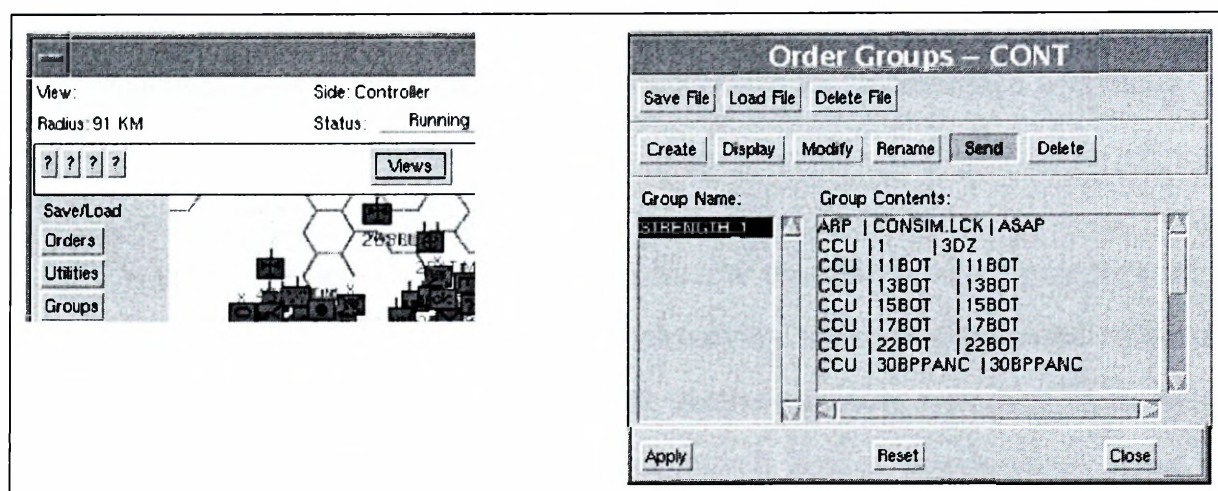 View:
Side: Controller
Radius: 91 KM
Status: Running
? ? ? ?
Views
Save/Load
Orders
Utilities
Groups
Order Groups – CONT
Save File Load File Delete File
Create Display Modify Rename Send Delete
Group Name: Group Contents:
STRENGTH_1
ARP | CONSIM.LCK | ASAP
CCU | 1 | 3DZ
CCU | 11BOT | 11BOT
CCU | 13BOT | 13BOT
CCU | 15BOT | 15BOT
CCU | 17BOT | 17BOT
CCU | 22BOT | 22BOT
CCU | 30BPPANC | 30BPPANC
Apply Reset Close